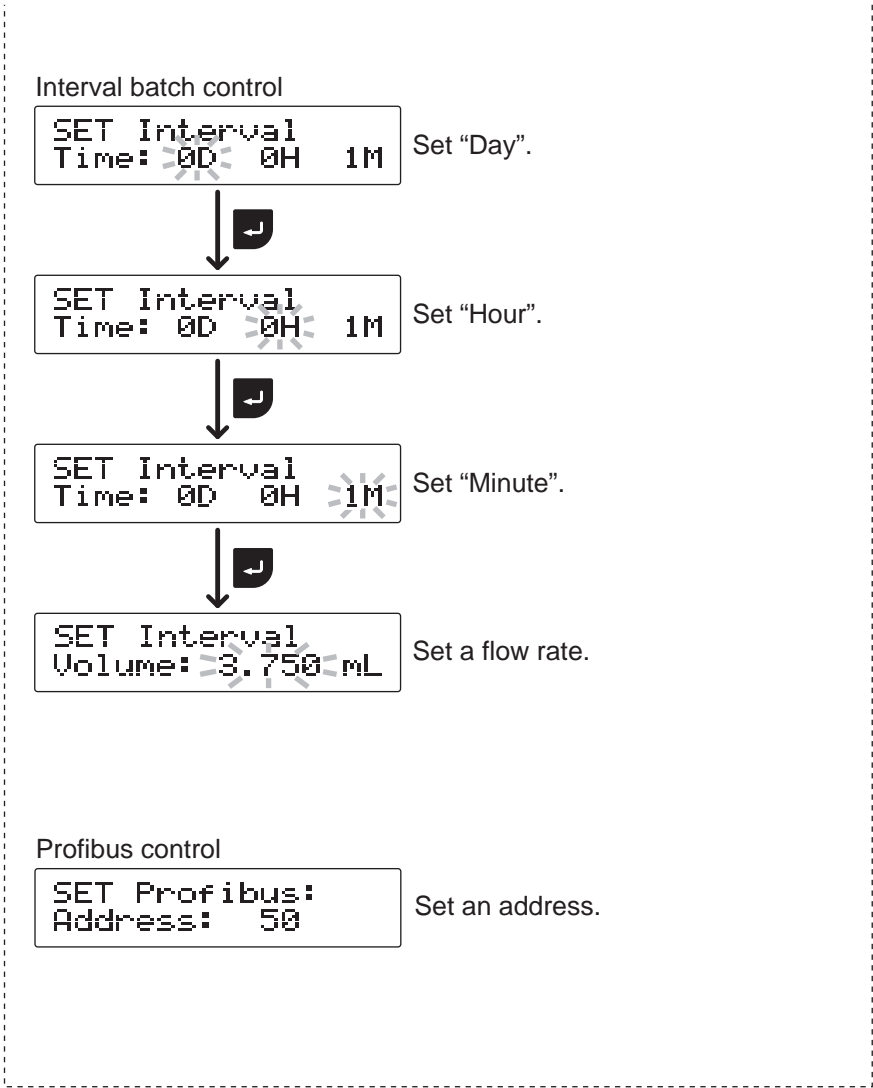 Interval batch control
SET Interval
Time: 0D 0H 1M
Set “Day”.
SET Interval
Time: 0D 0H 1M
Set “Hour”.
SET Interval
Time: 0D 0H 1M
Set “Minute”.
SET Interval
Volume: 3.750 mL
Set a flow rate.
Profibus control
SET Profibus:
Address: 50
Set an address.